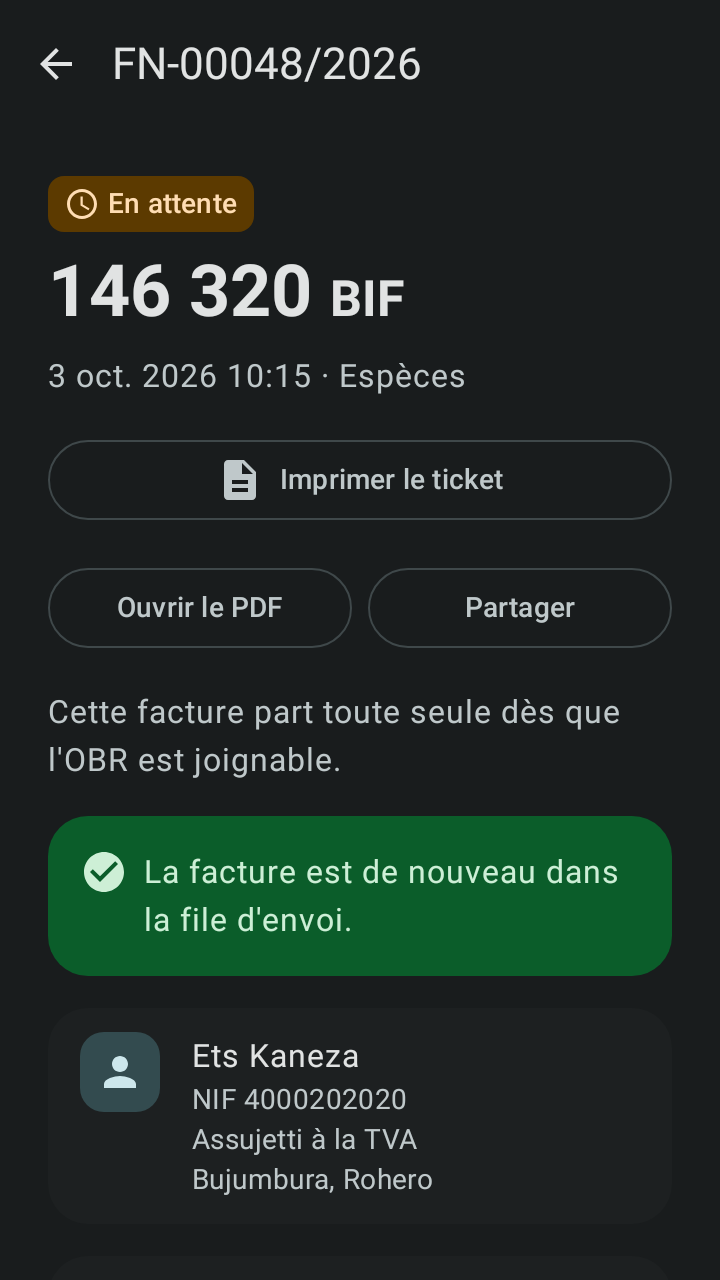 FN-00048/2026
En attente
146 320 BIF
3 oct. 2026 10:15 · Espèces
Imprimer le ticket
Ouvrir le PDF
Partager
Cette facture part toute seule dès que
l'OBR est joignable.
La facture est de nouveau dans
la file d'envoi.
Ets Kaneza
NIF 4000202020
Assujetti à la TVA
Bujumbura, Rohero